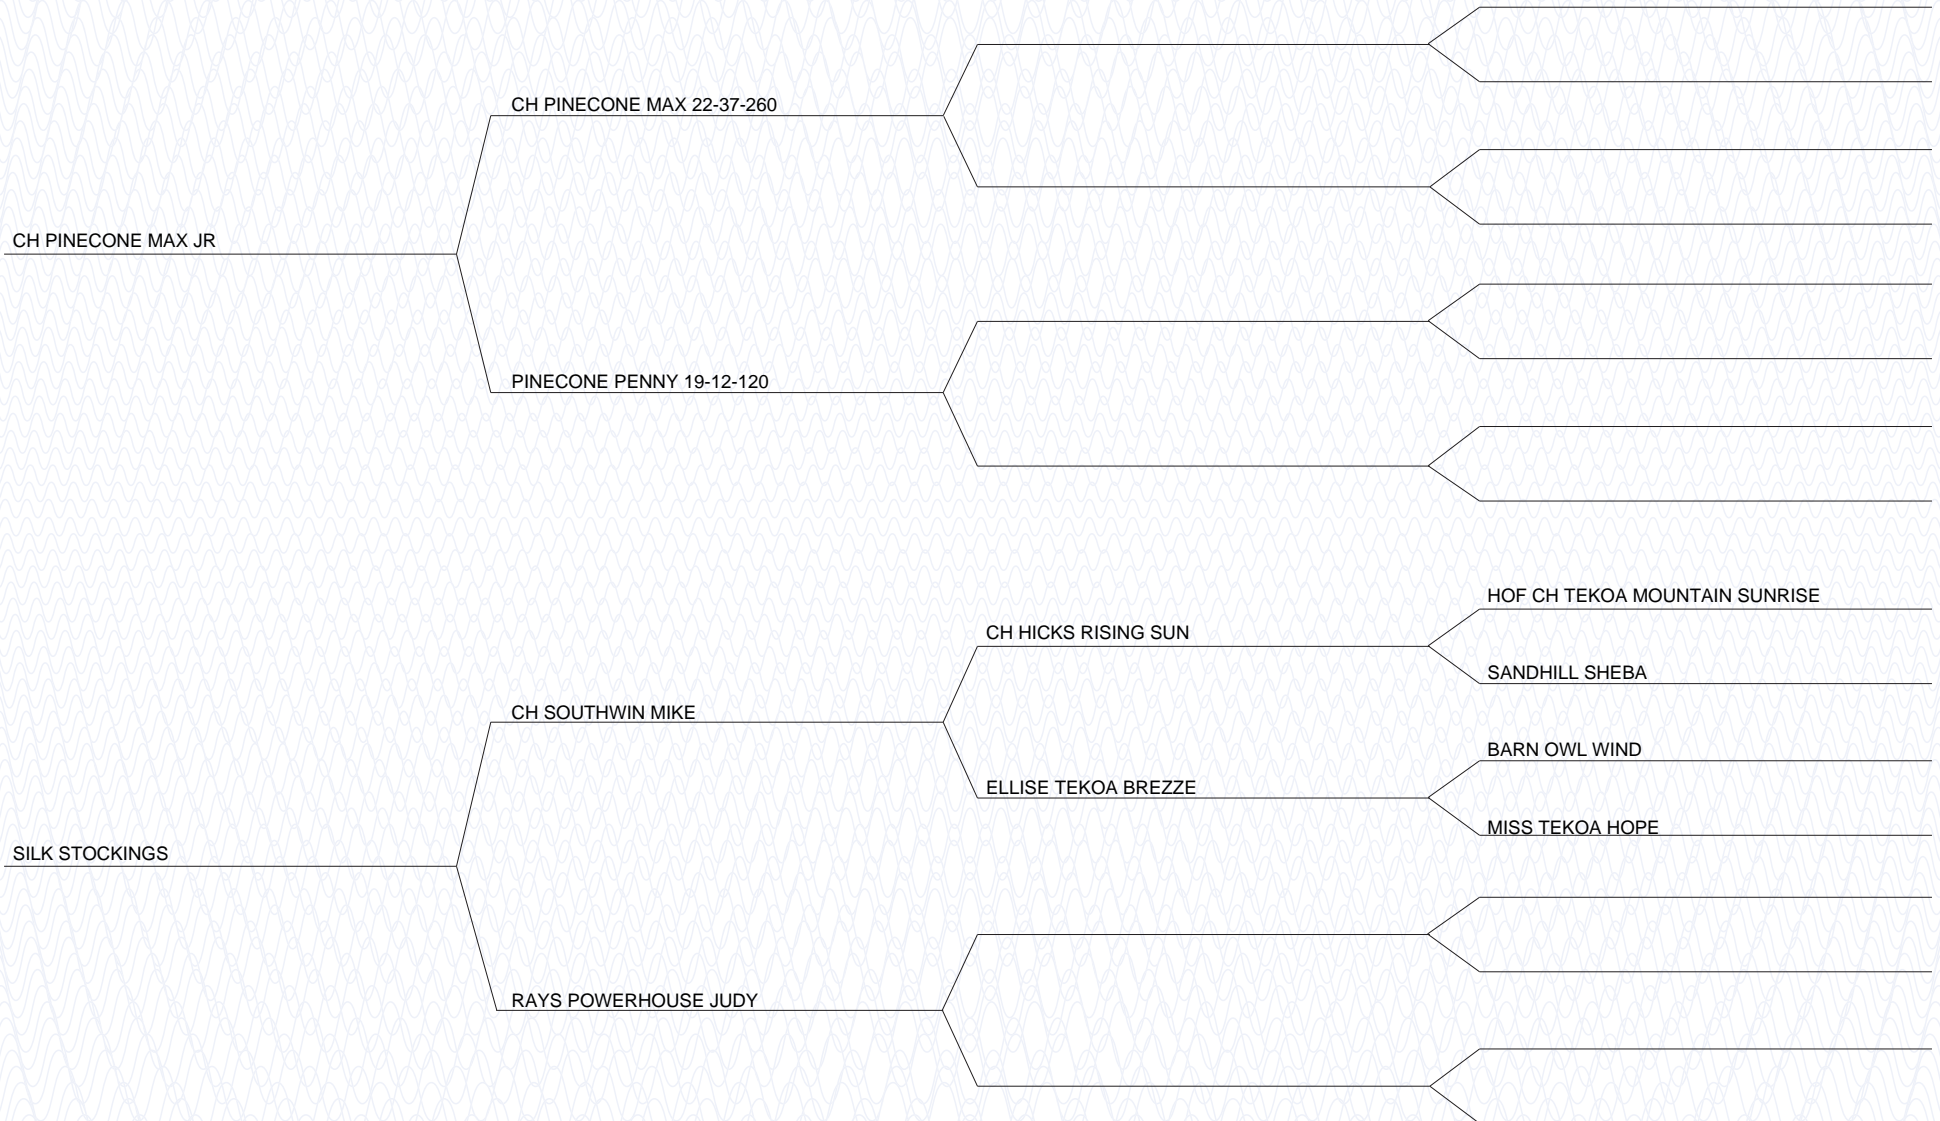 CH PINECONE MAX 22-37-260
CH PINECONE MAX JR
PINECONE PENNY 19-12-120
HOF CH TEKOA MOUNTAIN SUNRISE
CH HICKS RISING SUN
SANDHILL SHEBA
CH SOUTHWIN MIKE
BARN OWL WIND
ELLISE TEKOA BREZZE
MISS TEKOA HOPE
SILK STOCKINGS
RAYS POWERHOUSE JUDY